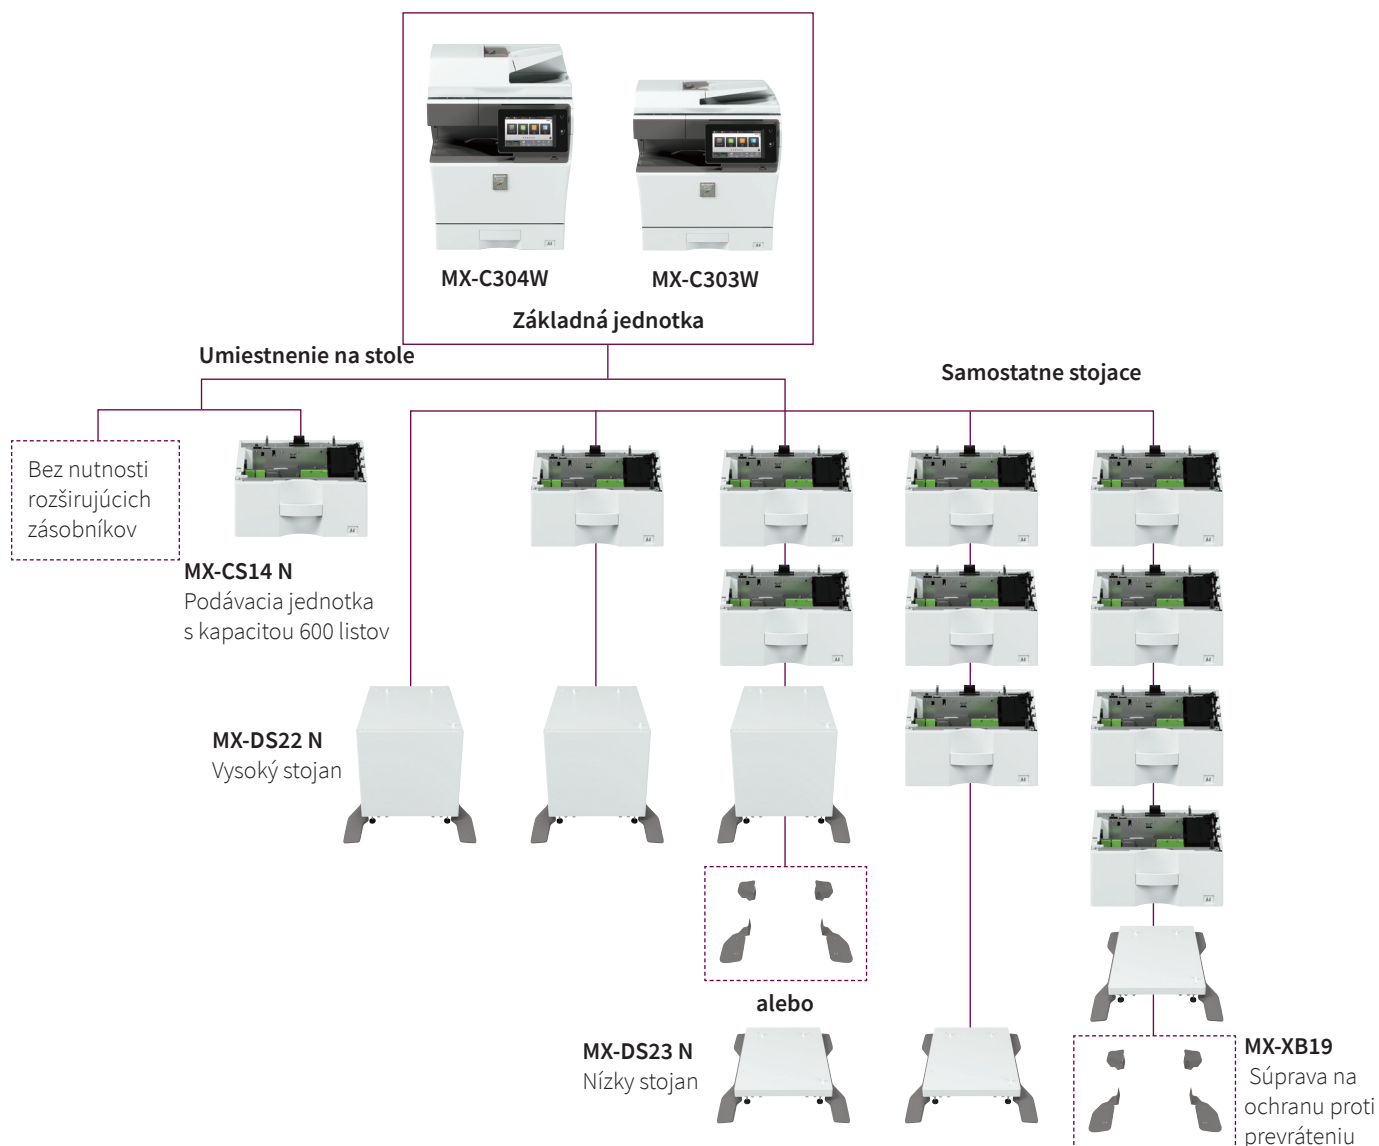 MX-C304W
MX-C303W
Základná jednotka
Umiestnenie na stole
Samostatne stojace
Bez nutnosti
rozširujúcich
zásobníkov
MX-CS14 N
Podávacia jednotka
s kapacitou 600 listov
MX-DS22 N
Vysoký stojan
alebo
MX-DS23 N
Nízky stojan
MX-XB19
Súprava na
ochranu proti
prevráteniu